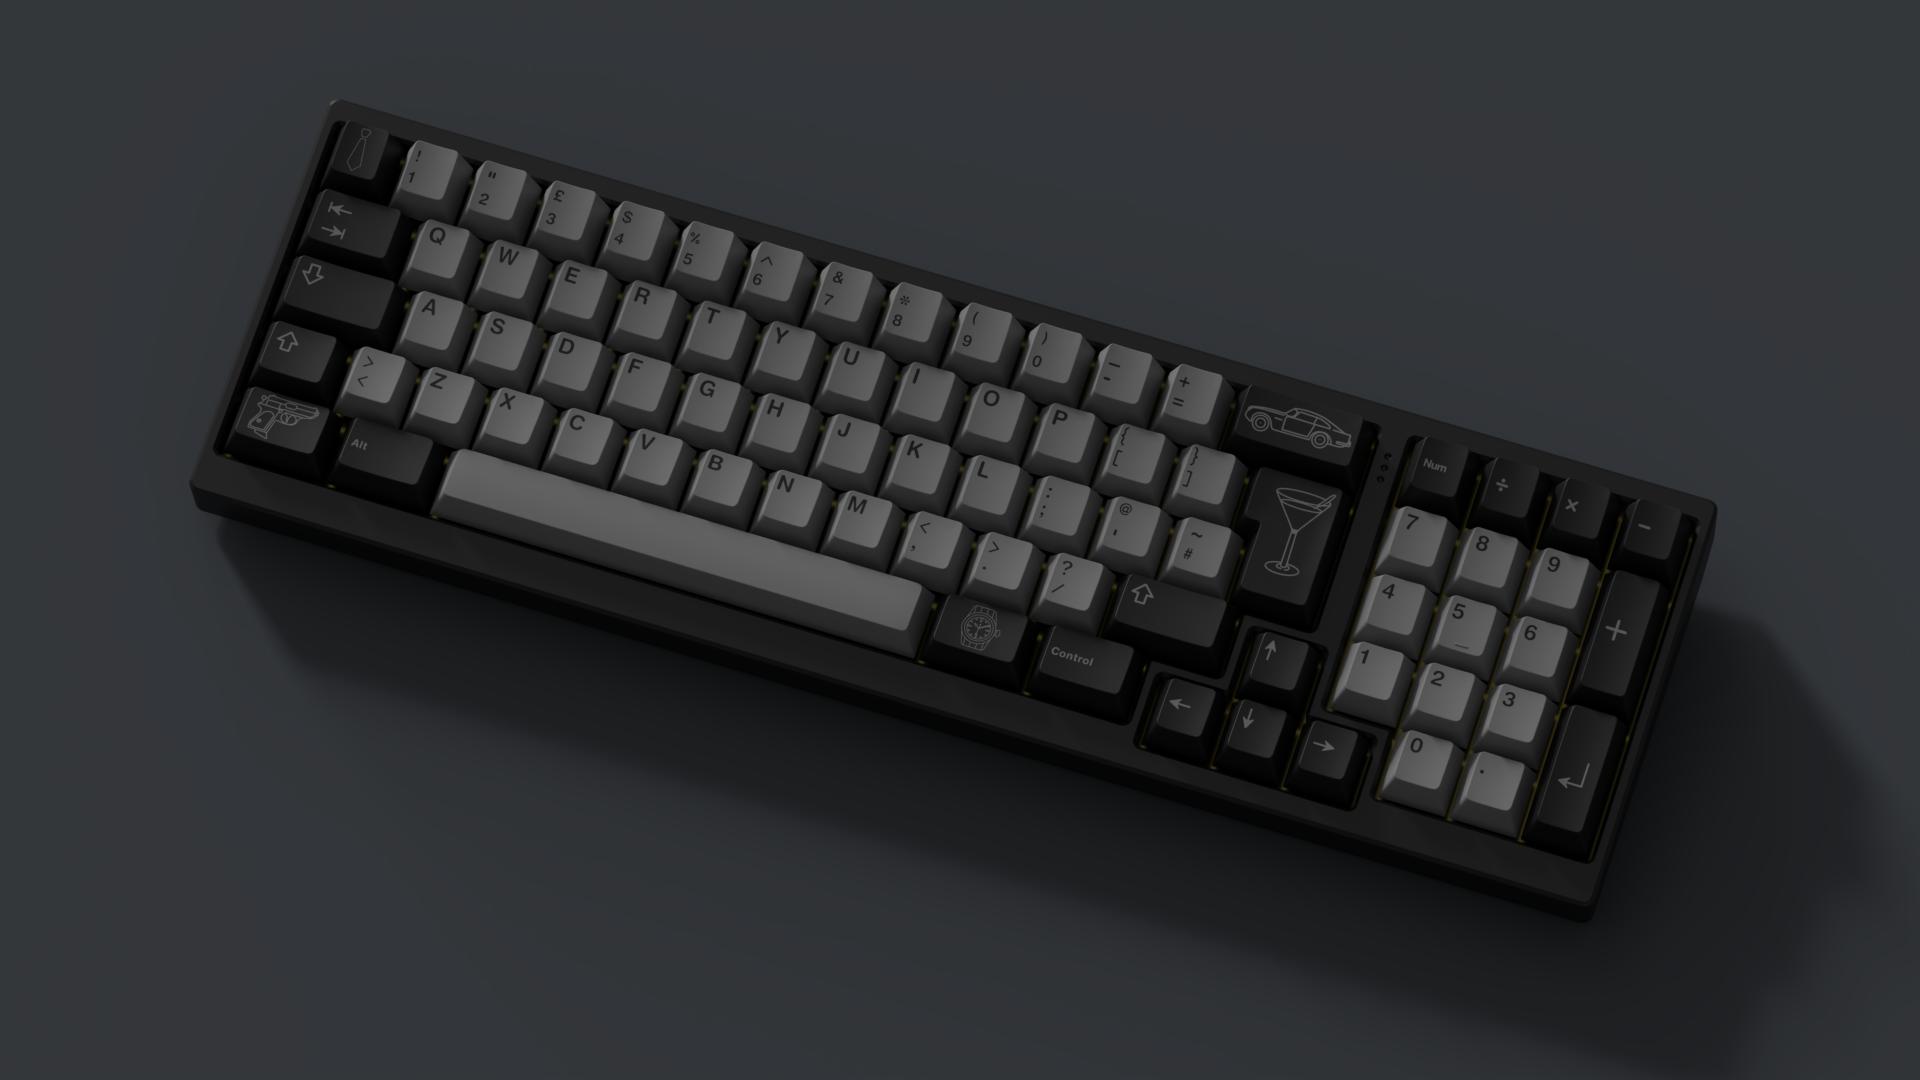 ! " £ $ % ^ & * ( ) _ +
1 2 3 4 5 6 7 8 9 0 - =
Q W E R T Y U I O P { }
[ ]
A S D F G H J K L : @ ~
; ' #
> Z X C V B N M < > ?
< , . /
Alt Control
Num ÷ × -
7 8 9
4 5 6 +
_
1 2 3
0 .